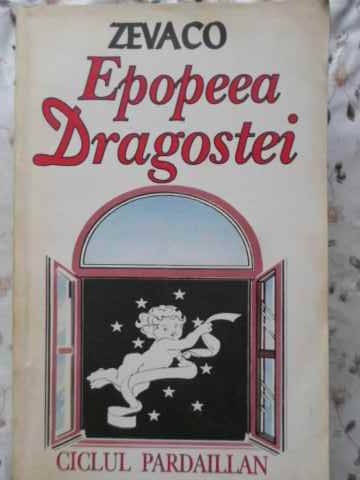 ZEVACO
Epopeea
Dragostei
CICLUL PARDAILLAN